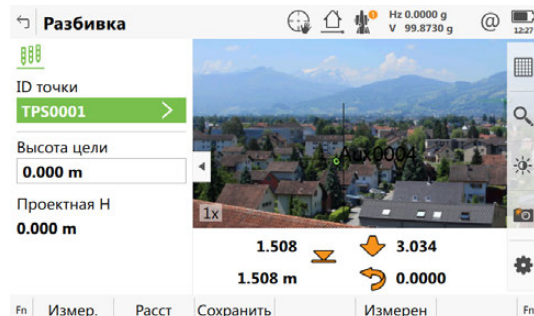 Разбивка
Hz 0.0000 g
V 99.8730 g
@
12:27
ID точки
TPS0001
Высота цели
0.000 m
Проектная H
0.000 m
Aux0004
1x
1.508
3.034
1.508 m
0.0000
Fn Измер. Расст Сохранить Измерен Fn